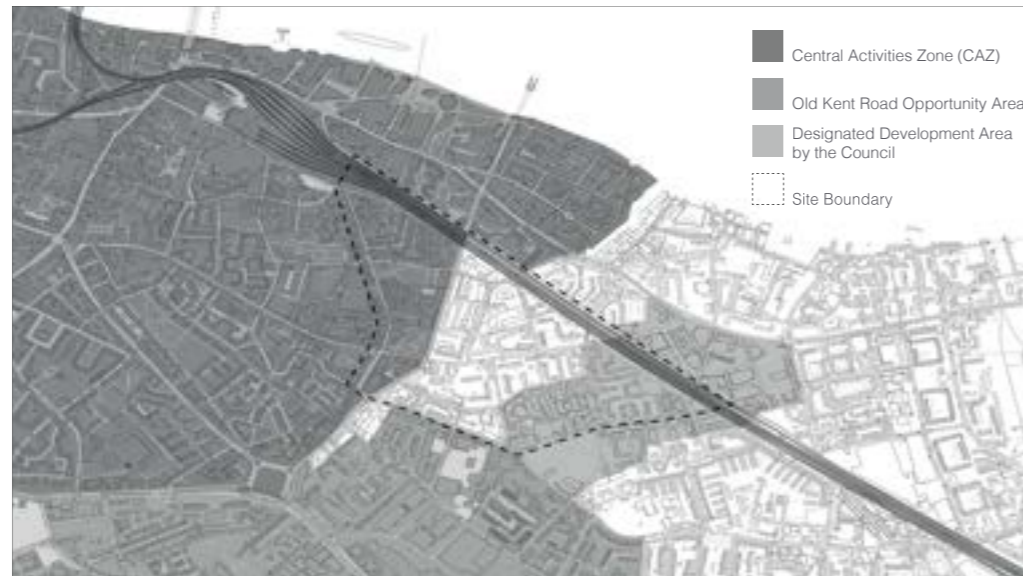 Central Activities Zone (CAZ)
Old Kent Road Opportunity Area
Designated Development Area
by the Council
Site Boundary